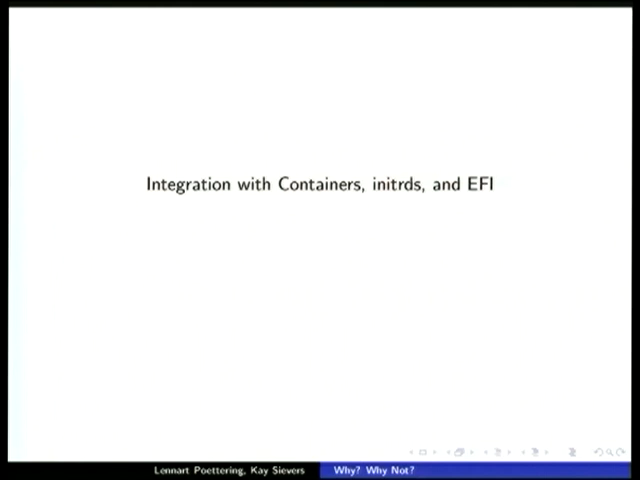 Integration with Containers, initrds, and EFI
Lennart Poettering, Kay Sievers
Why? Why Not?